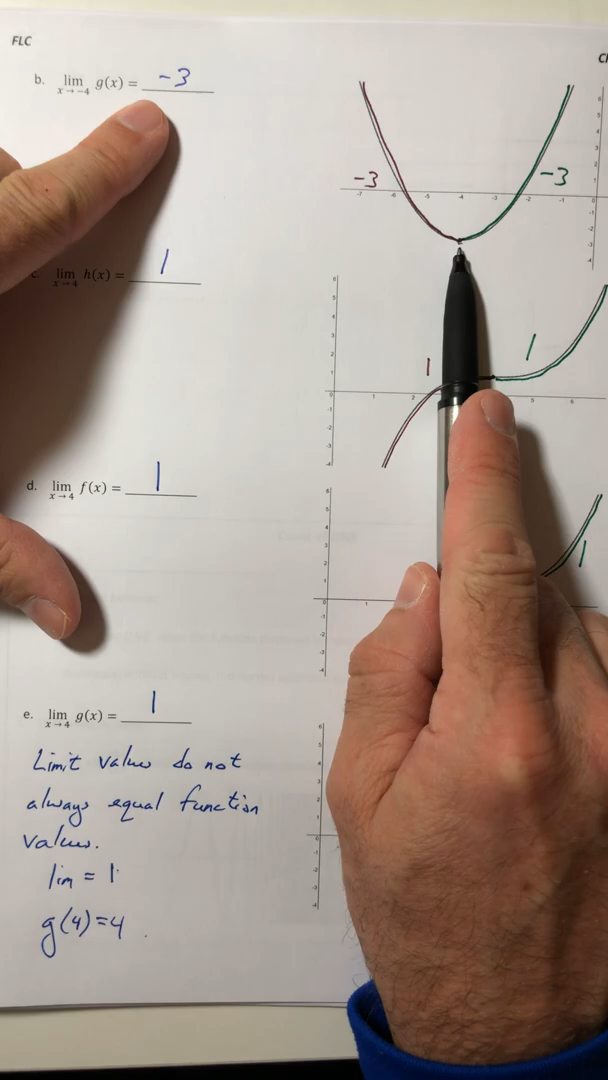 FLC
b. lim x→-4 g(x) = -3
-3 -3
c. lim x→4 h(x) = 1
1 1
d. lim x→4 f(x) = 1
1
e. lim x→4 g(x) = 1
Limit values do not
always equal function
values.
lim = 1
g(4)=4